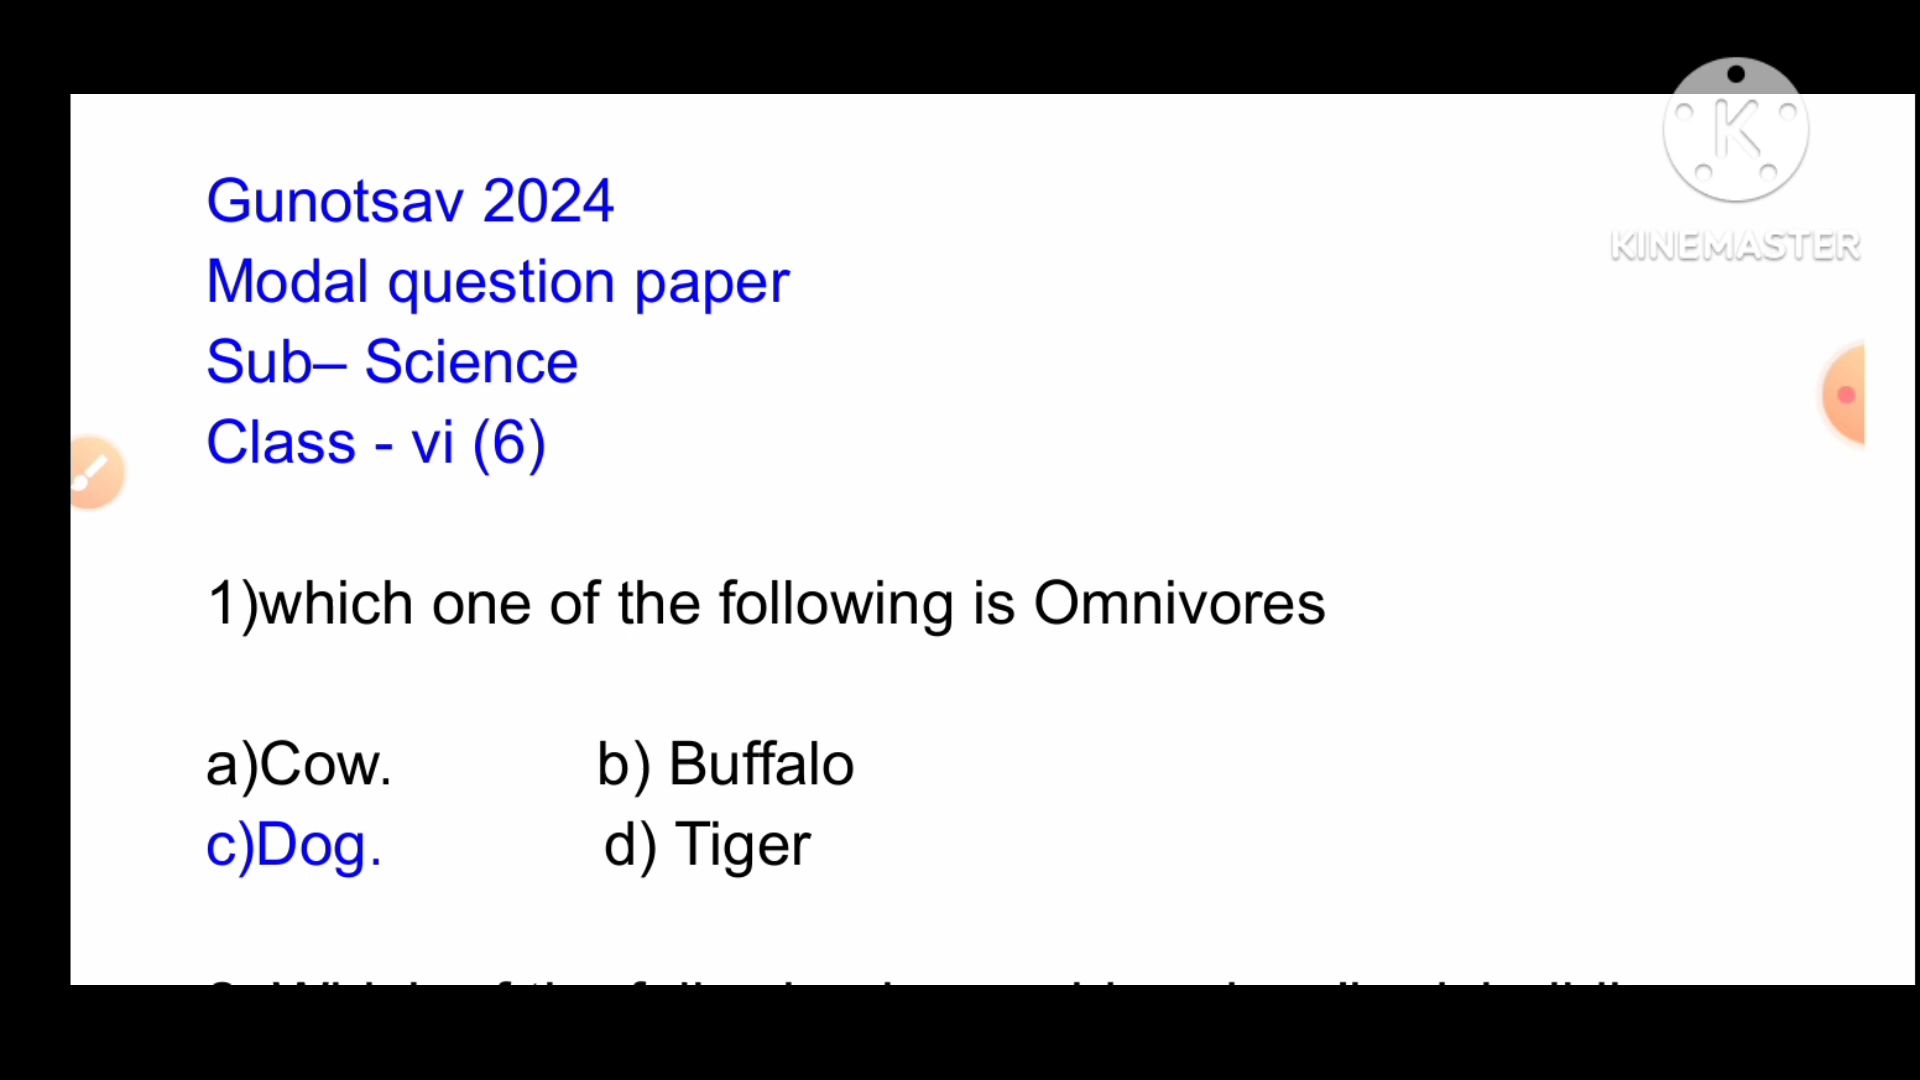 Gunotsav 2024
KINEMASTER
Modal question paper
Sub– Science
Class - vi (6)
1)which one of the following is Omnivores
a)Cow. b) Buffalo
c)Dog. d) Tiger